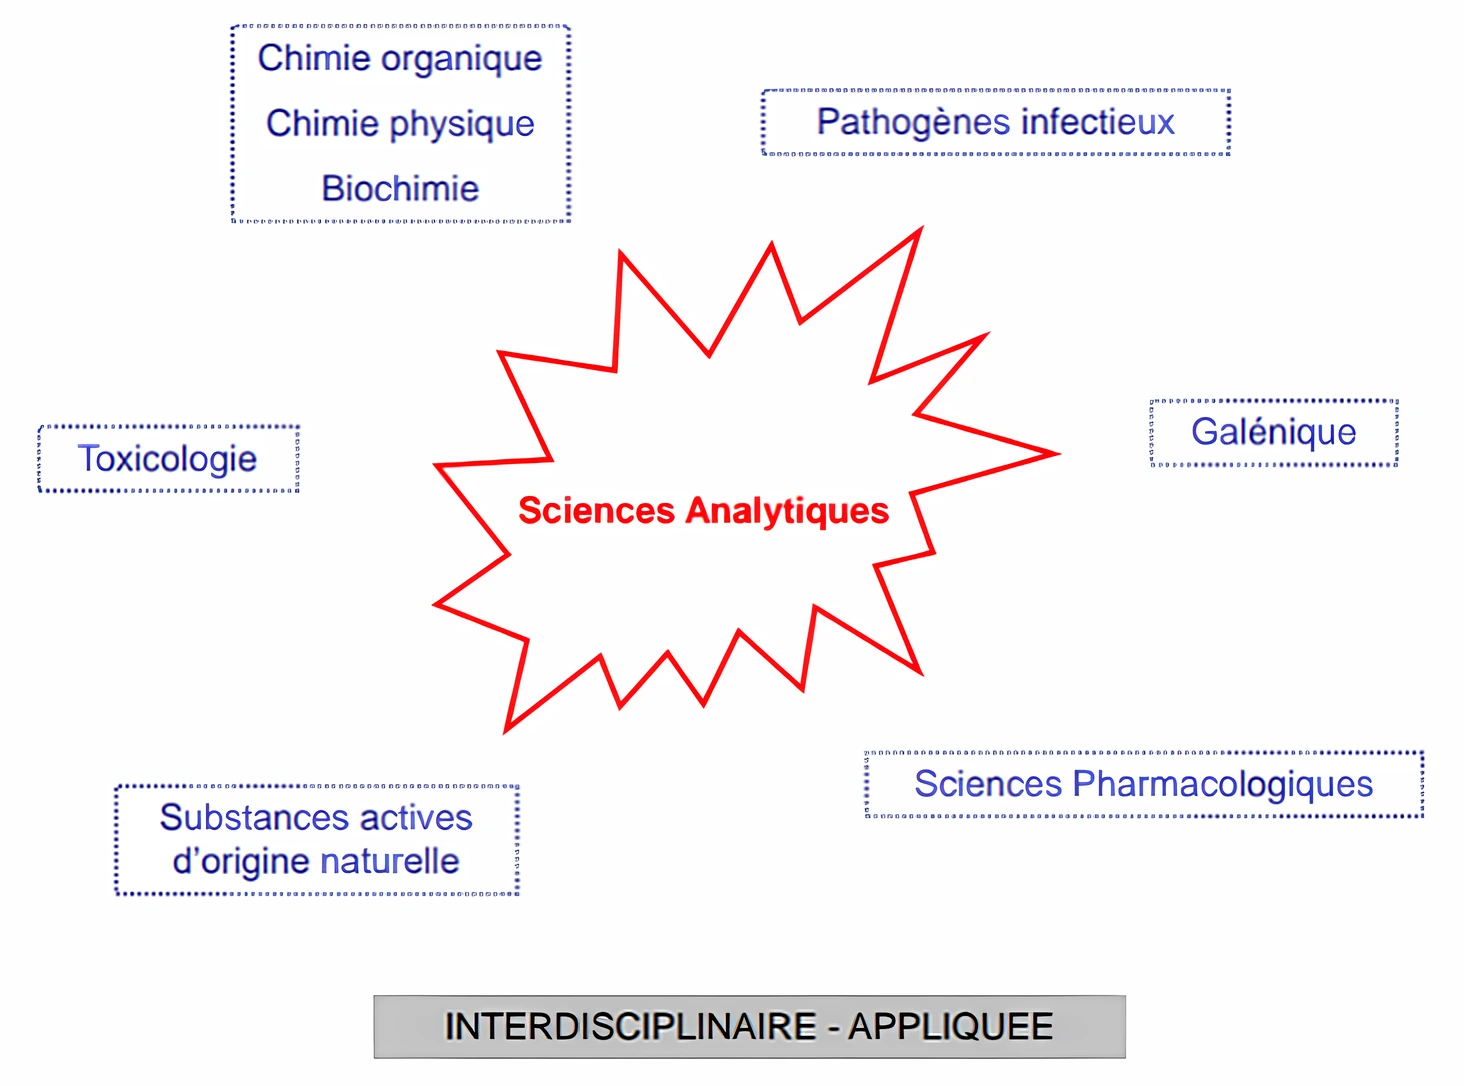 Chimie organique
Chimie physique
Biochimie
Pathogènes infectieux
Toxicologie
Galénique
Sciences Analytiques
Sciences Pharmacologiques
Substances actives
d’origine naturelle
INTERDISCIPLINAIRE - APPLIQUEE